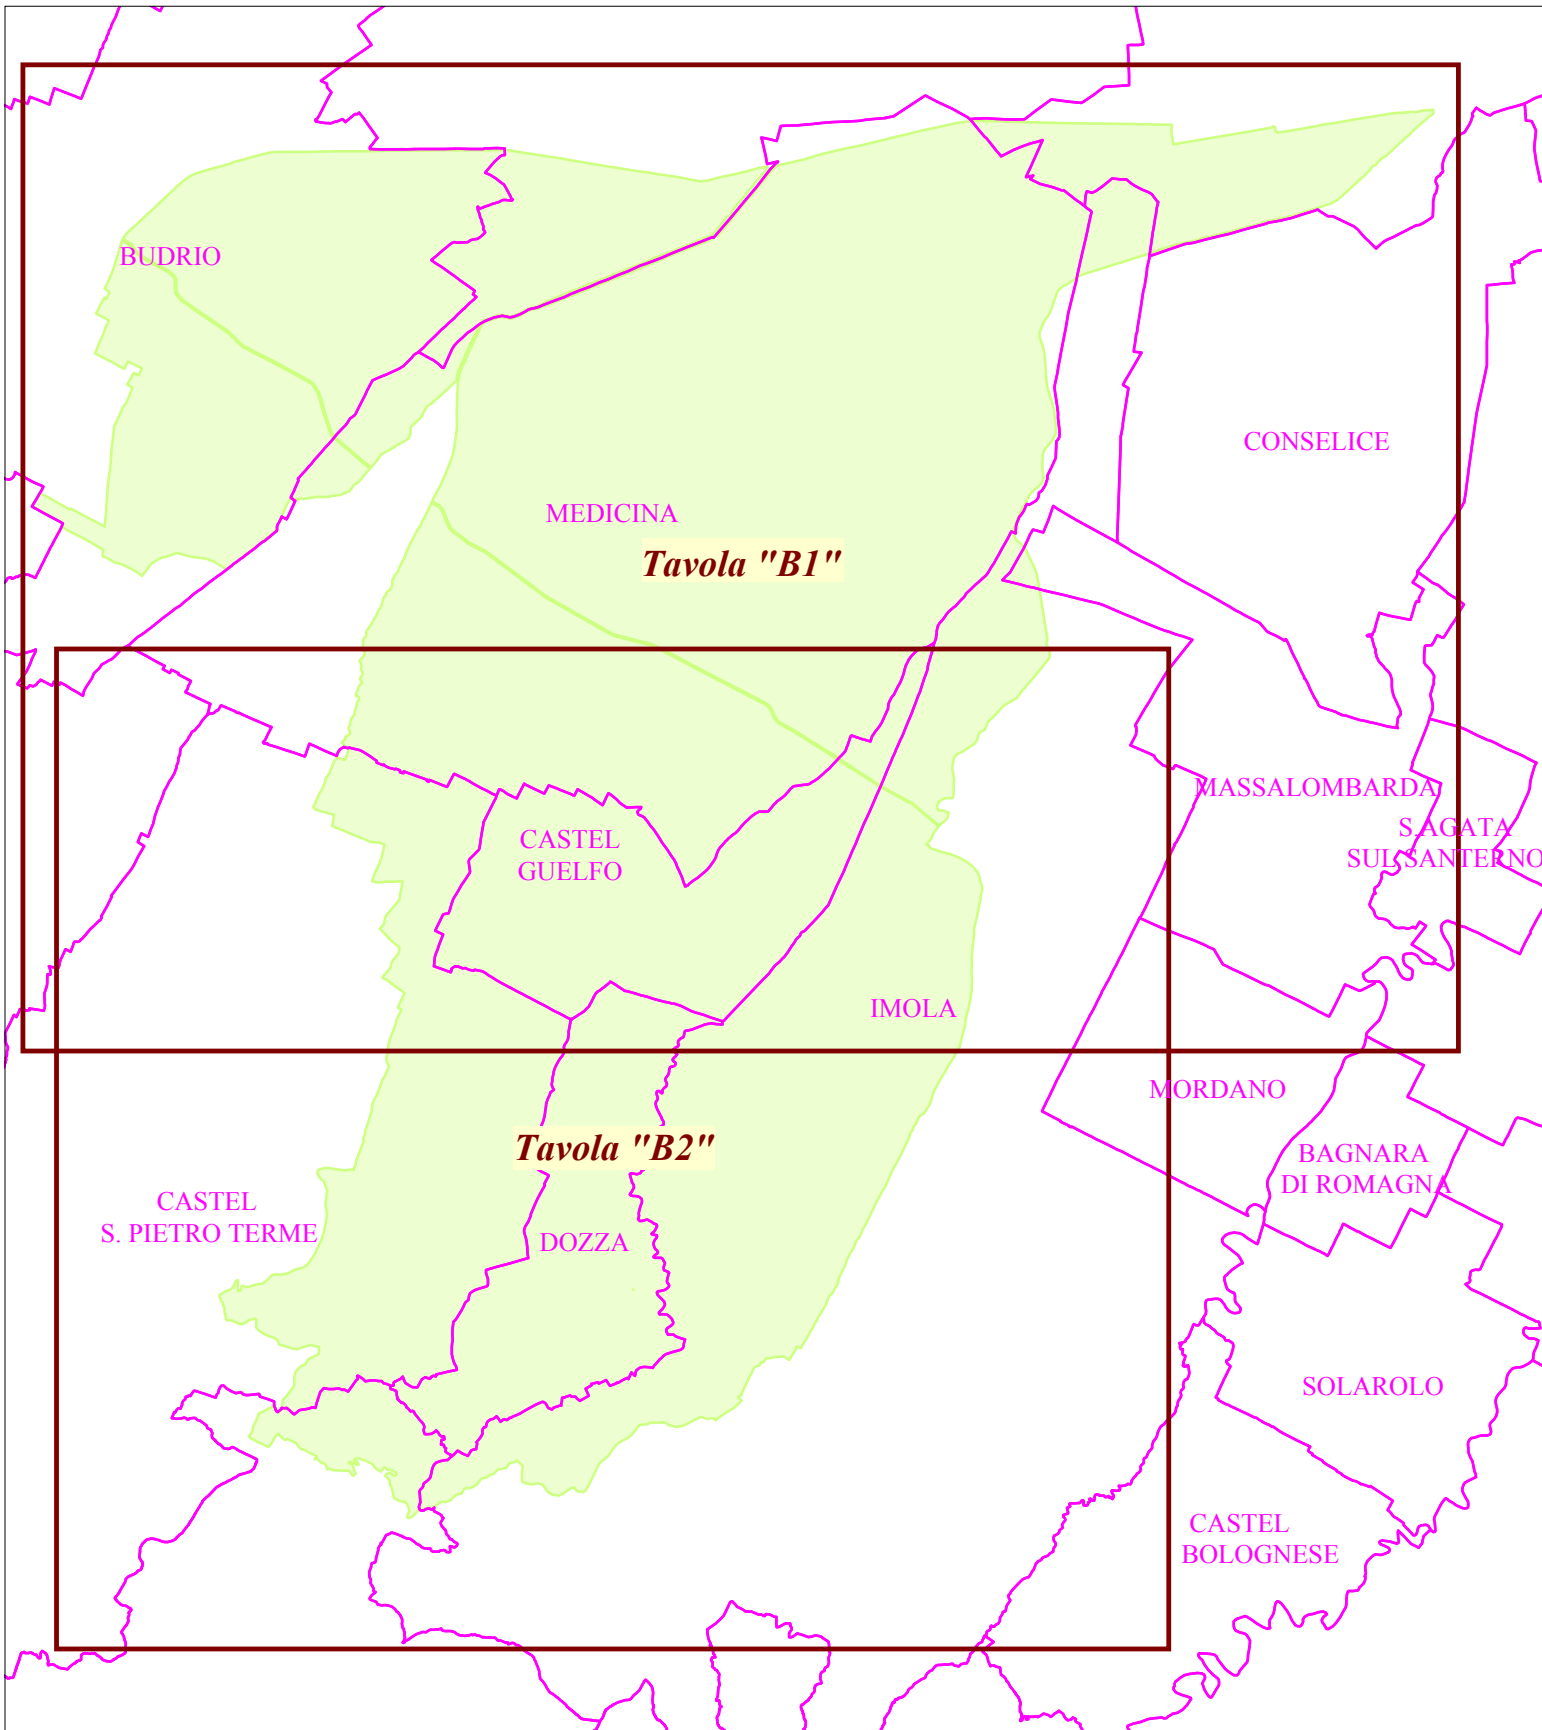 BUDRIO
CONSELICE
MEDICINA
Tavola "B1"
MASSALOMBARDA
S.AGATA
SUL SANTERNO
CASTEL
GUELFO
IMOLA
MORDANO
Tavola "B2"
BAGNARA
DI ROMAGNA
CASTEL
S. PIETRO TERME
DOZZA
SOLAROLO
CASTEL
BOLOGNESE